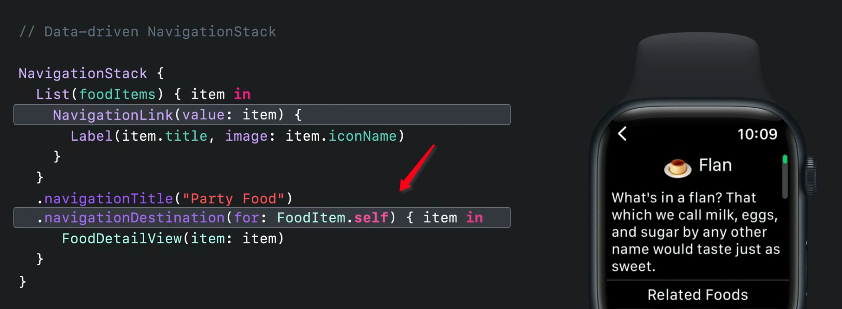 // Data-driven NavigationStack
NavigationStack {
List(foodItems) { item in
NavigationLink(value: item) {
Label(item.title, image: item.iconName)
}
}
.navigationTitle("Party Food")
.navigationDestination(for: FoodItem.self) { item in
FoodDetailView(item: item)
}
}
10:09
Flan
What's in a flan? That
which we call milk, eggs,
and sugar by any other
name would taste just as
sweet.
Related Foods